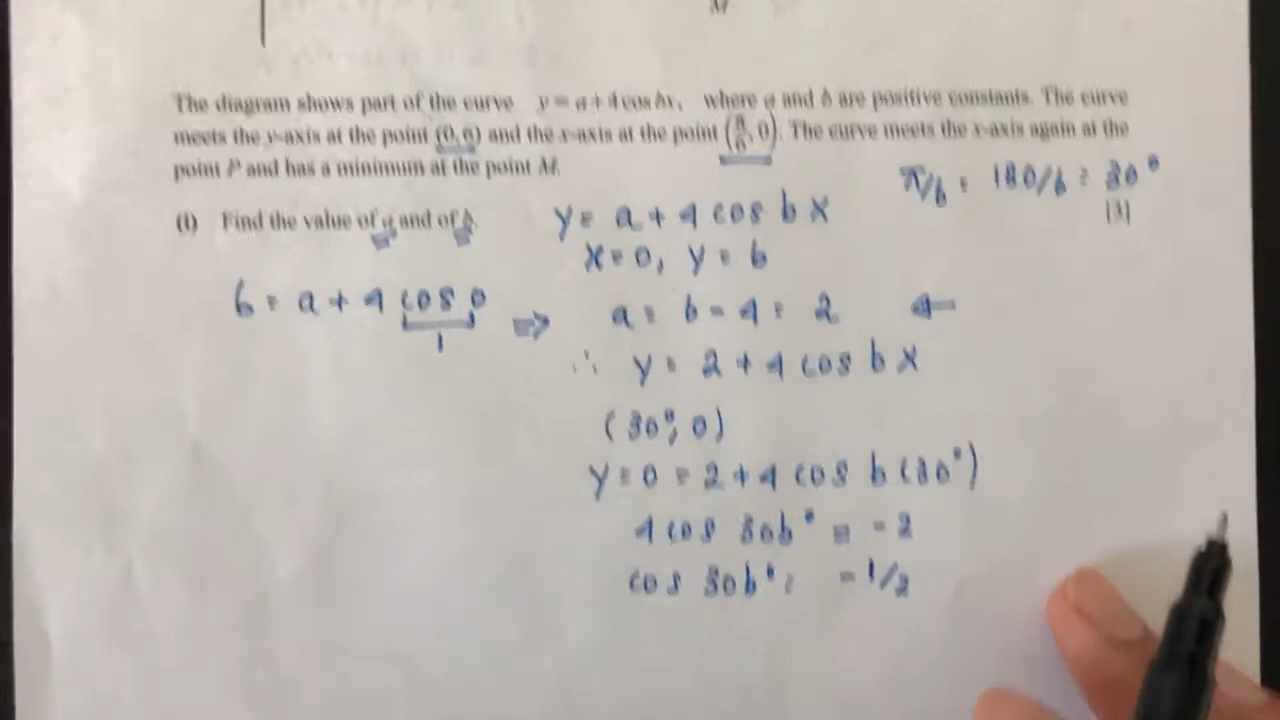 M
The diagram shows part of the curve y = a + 4 cos bx, where a and b are positive constants. The curve
meets the y-axis at the point (0, 6) and the x-axis at the point (π/6, 0). The curve meets the x-axis again at the
point P and has a minimum at the point M.
π/6 = 180/6 = 30°
(i) Find the value of a and of b.
[3]
y = a + 4 cos b x
x = 0, y = 6
6 = a + 4 cos 0
1
⇒ a = 6 - 4 = 2 ←
∴ y = 2 + 4 cos b x
(30°, 0)
y = 0 = 2 + 4 cos b (30°)
4 cos 30b° = -2
cos 30b° = -1/2